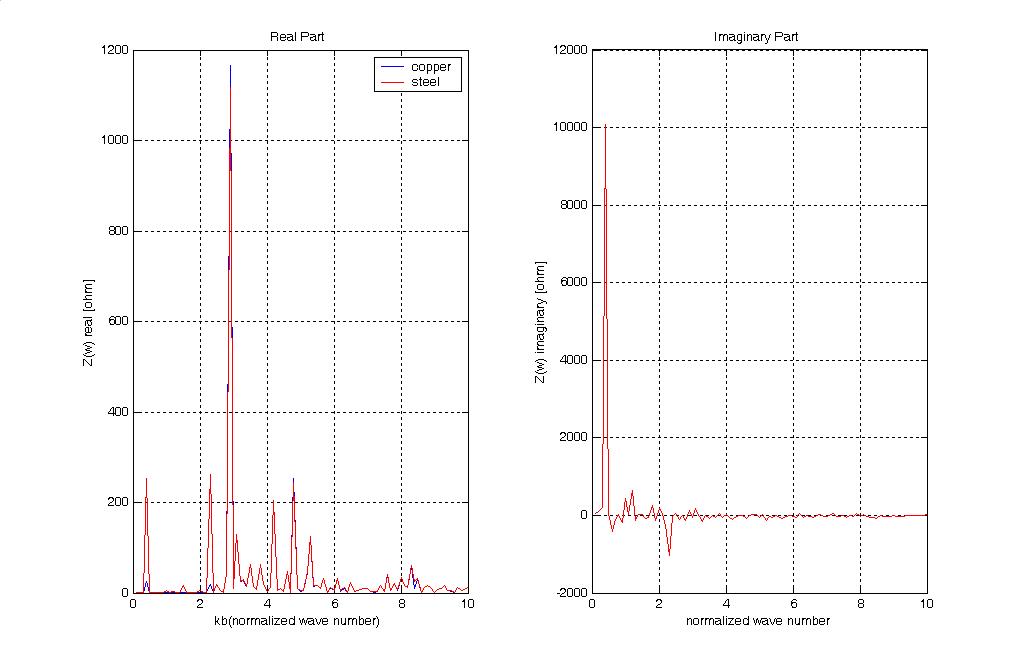 Real Part
1200
1000
800
600
400
200
0
0 2 4 6 8 10
Z(w) real [ohm]
kb(normalized wave number)
copper
steel
Imaginary Part
12000
10000
8000
6000
4000
2000
0
-2000
0 2 4 6 8 10
Z(w) imaginary [ohm]
normalized wave number